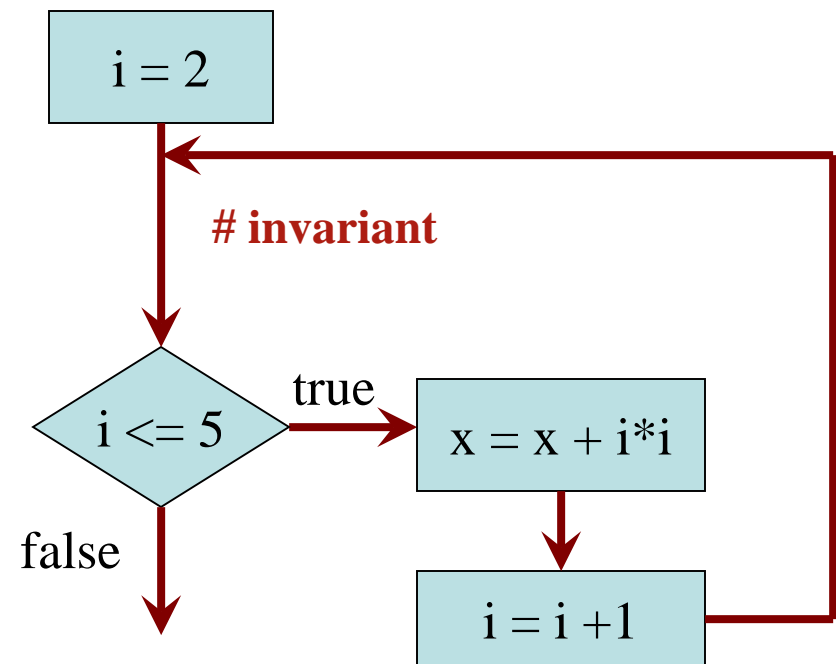 i = 2
# invariant
true
i <= 5
x = x + i*i
false
i = i +1